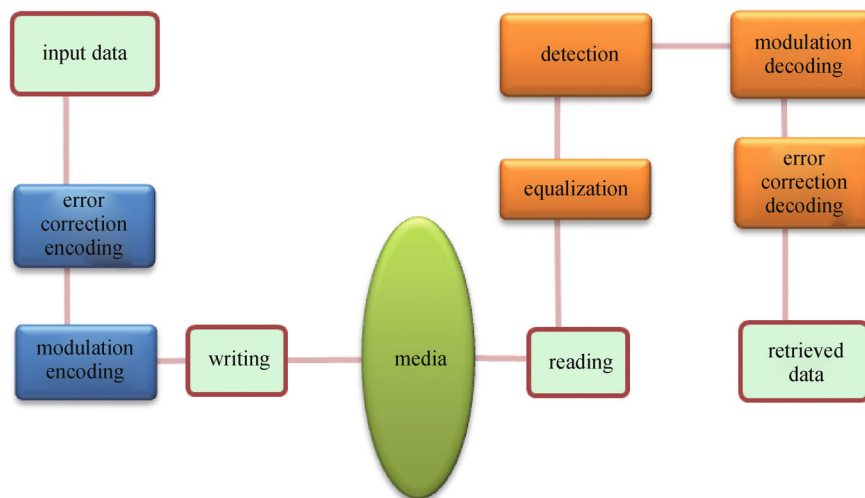 input data
error
correction
encoding
modulation
encoding
writing
media
reading
equalization
detection
modulation
decoding
error
correction
decoding
retrieved
data